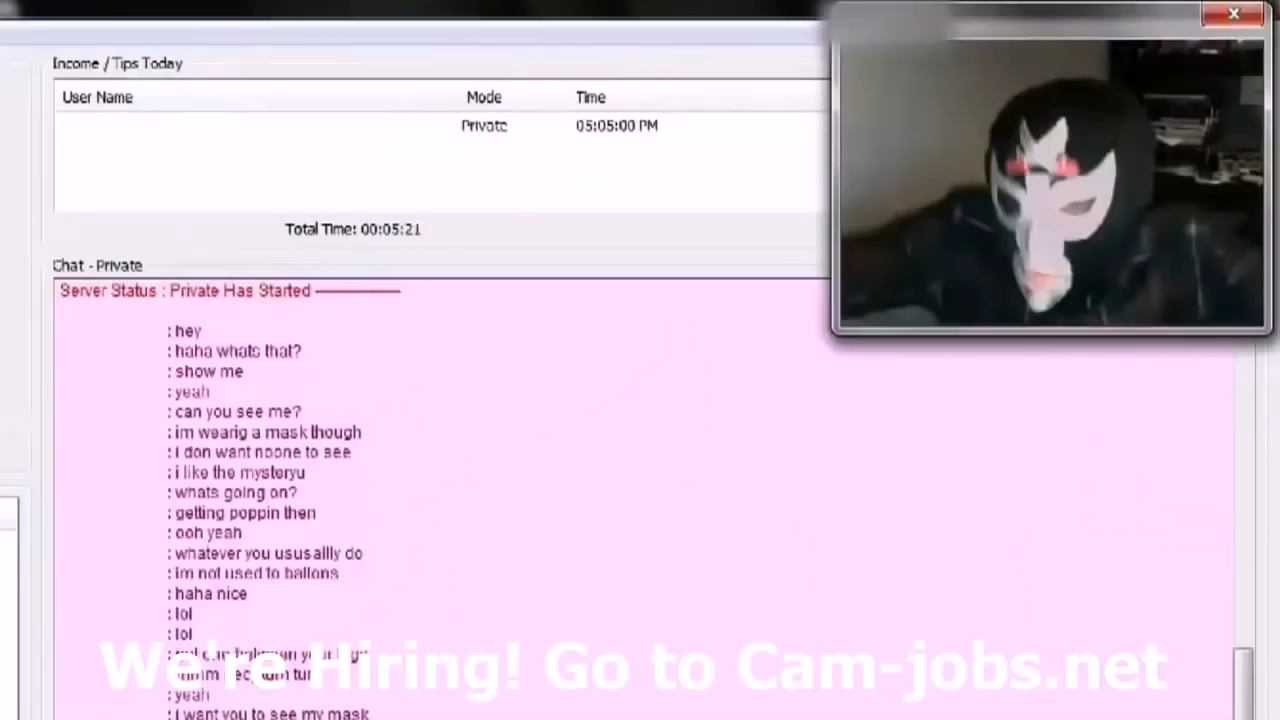 Income / Tips Today
User Name Mode Time
Private 05:05:00 PM
Total Time: 00:05:21
Chat - Private
Server Status : Private Has Started
: hey
: haha whats that?
: show me
: yeah
: can you see me?
: im wearig a mask though
: i don want noone to see
: i like the mysteryu
: whats going on?
: getting poppin then
: ooh yeah
: whatever you ususallly do
: im not used to ballons
: haha nice
: lol
: lol
We're Hiring! Go to Cam-jobs.net
: yeah
: i want you to see my mask